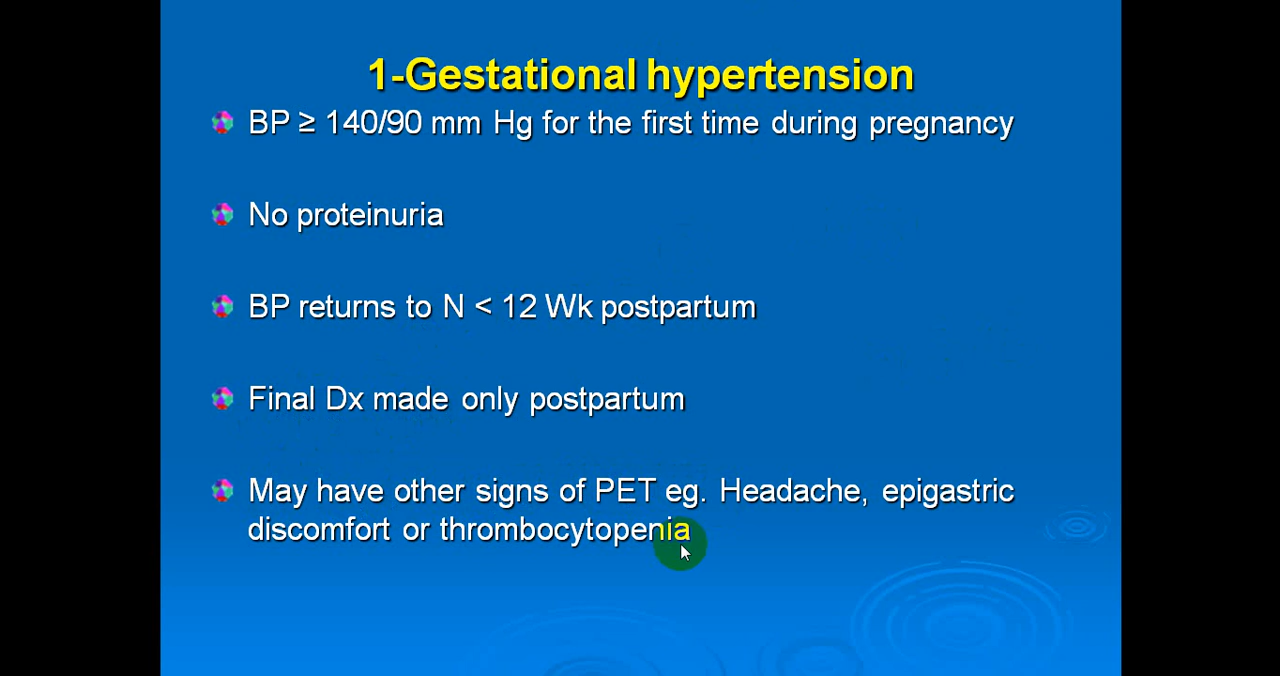 1-Gestational hypertension
BP ≥ 140/90 mm Hg for the first time during pregnancy
No proteinuria
BP returns to N < 12 Wk postpartum
Final Dx made only postpartum
May have other signs of PET eg. Headache, epigastric
discomfort or thrombocytopenia